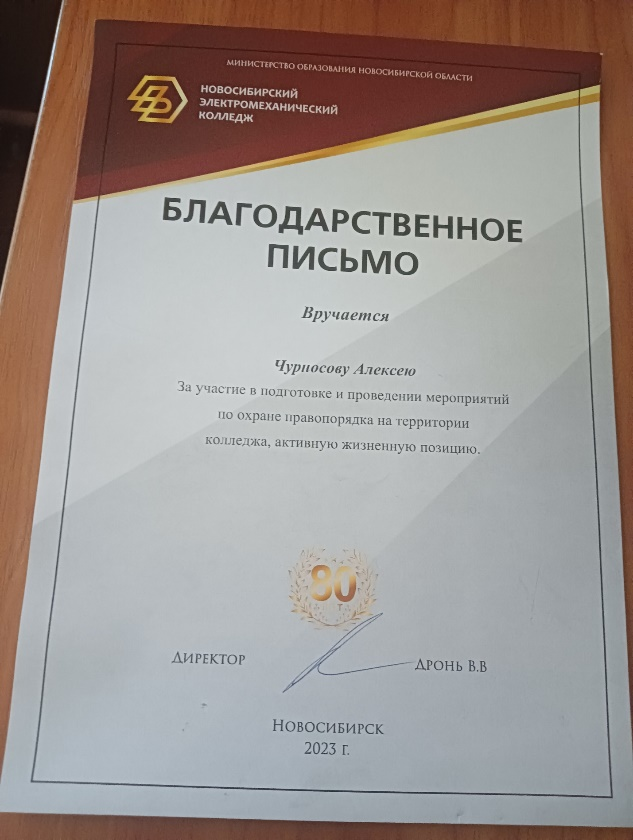 МИНИСТЕРСТВО ОБРАЗОВАНИЯ НОВОСИБИРСКОЙ ОБЛАСТИ
НОВОСИБИРСКИЙ
ЭЛЕКТРОМЕХАНИЧЕСКИЙ
КОЛЛЕДЖ
БЛАГОДАРСТВЕННОЕ
ПИСЬМО
Вручается
Чурносову Алексею
За участие в подготовке и проведении мероприятий
по охране правопорядка на территории
колледжа, активную жизненную позицию.
80
ДИРЕКТОР
ДРОНЬ В.В
НОВОСИБИРСК
2023 г.